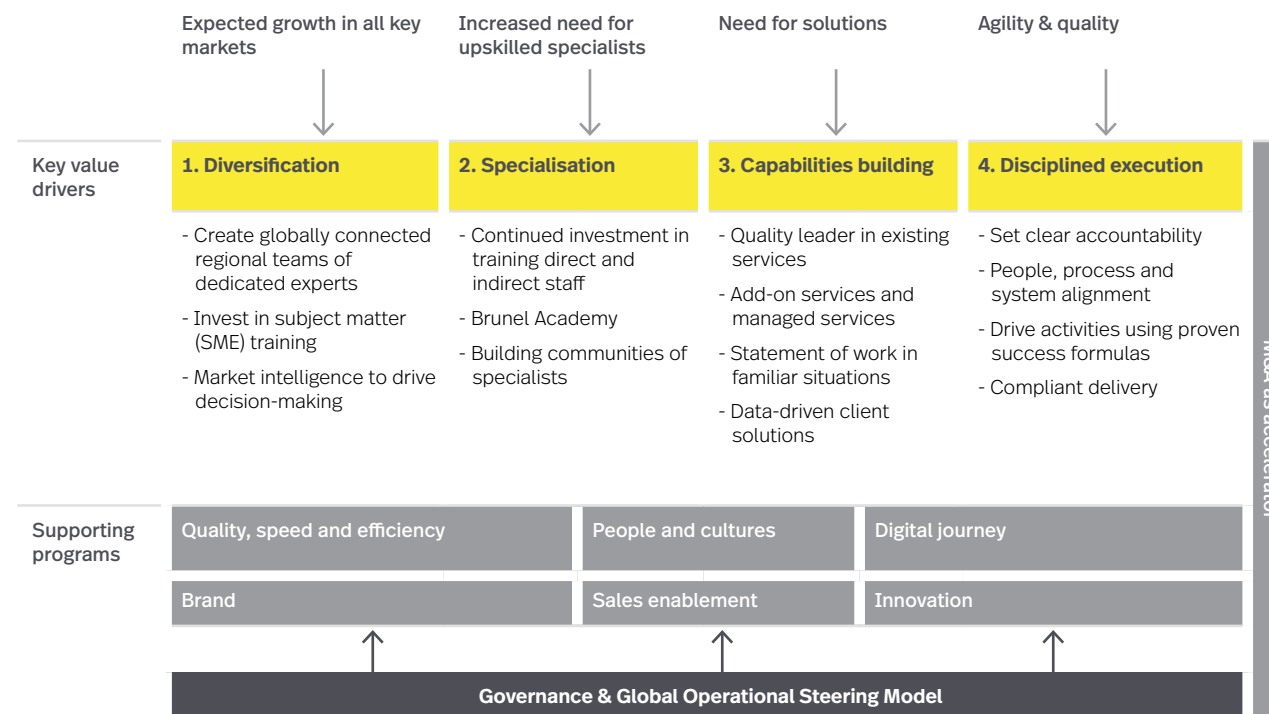 Expected growth in all key
markets
Increased need for
upskilled specialists
Need for solutions
Agility & quality
Key value
drivers
1. Diversification
2. Specialisation
3. Capabilities building
4. Disciplined execution
- Create globally connected
regional teams of
dedicated experts
- Invest in subject matter
(SME) training
- Market intelligence to drive
decision-making
- Continued investment in
training direct and
indirect staff
- Brunel Academy
- Building communities of
specialists
- Quality leader in existing
services
- Add-on services and
managed services
- Statement of work in
familiar situations
- Data-driven client
solutions
- Set clear accountability
- People, process and
system alignment
- Drive activities using proven
success formulas
- Compliant delivery
M&A as accelerator
Supporting
programs
Quality, speed and efficiency
People and cultures
Digital journey
Brand
Sales enablement
Innovation
Governance & Global Operational Steering Model